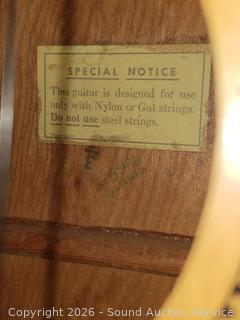 SPECIAL NOTICE
This guitar is designed for use
only with Nylon or Gut strings.
Do not use steel strings.
Copyright 2026 - Sound Auction Service